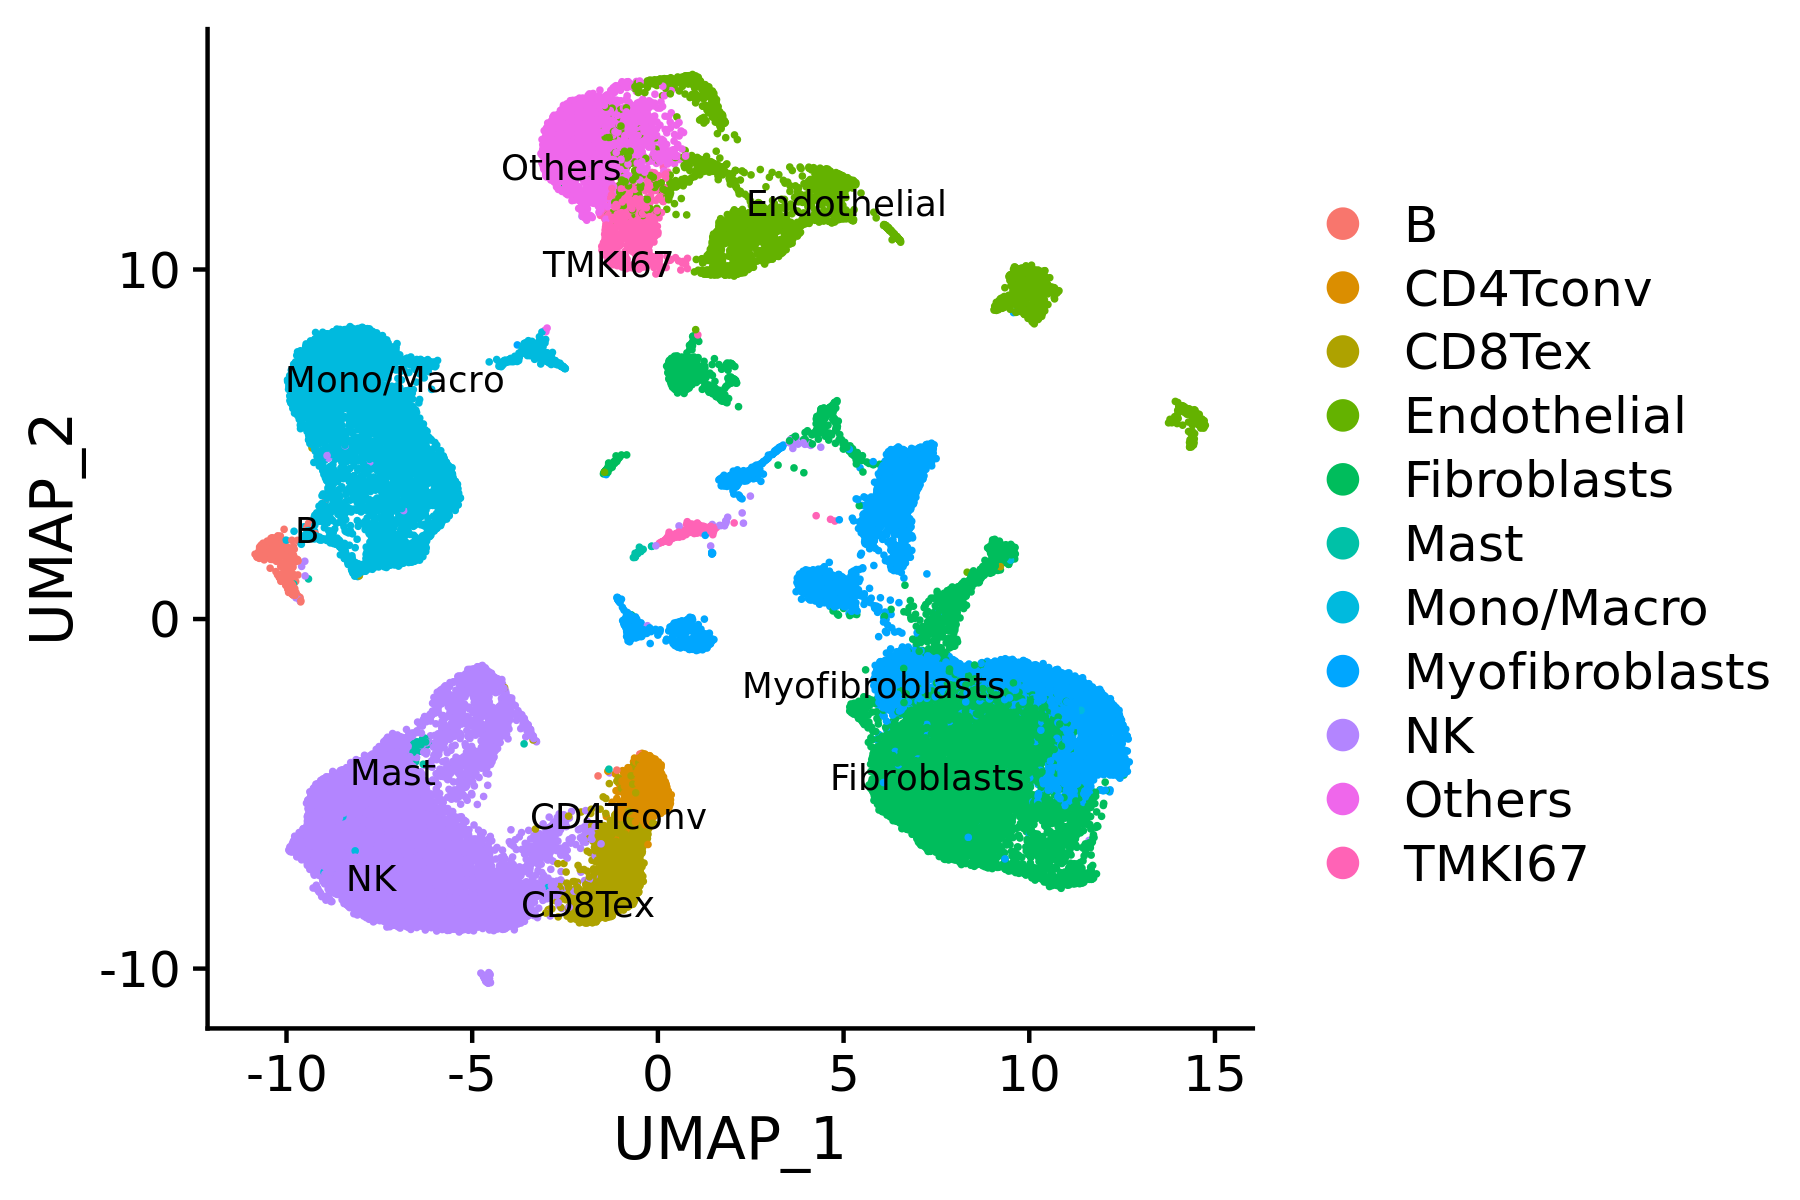 Others
Endothelial
TMKI67
Mono/Macro
B
Myofibroblasts
Mast
Fibroblasts
CD4Tconv
NK
CD8Tex
10
0
-10
UMAP_2
-10
-5
0
5
10
15
UMAP_1
B
CD4Tconv
CD8Tex
Endothelial
Fibroblasts
Mast
Mono/Macro
Myofibroblasts
NK
Others
TMKI67